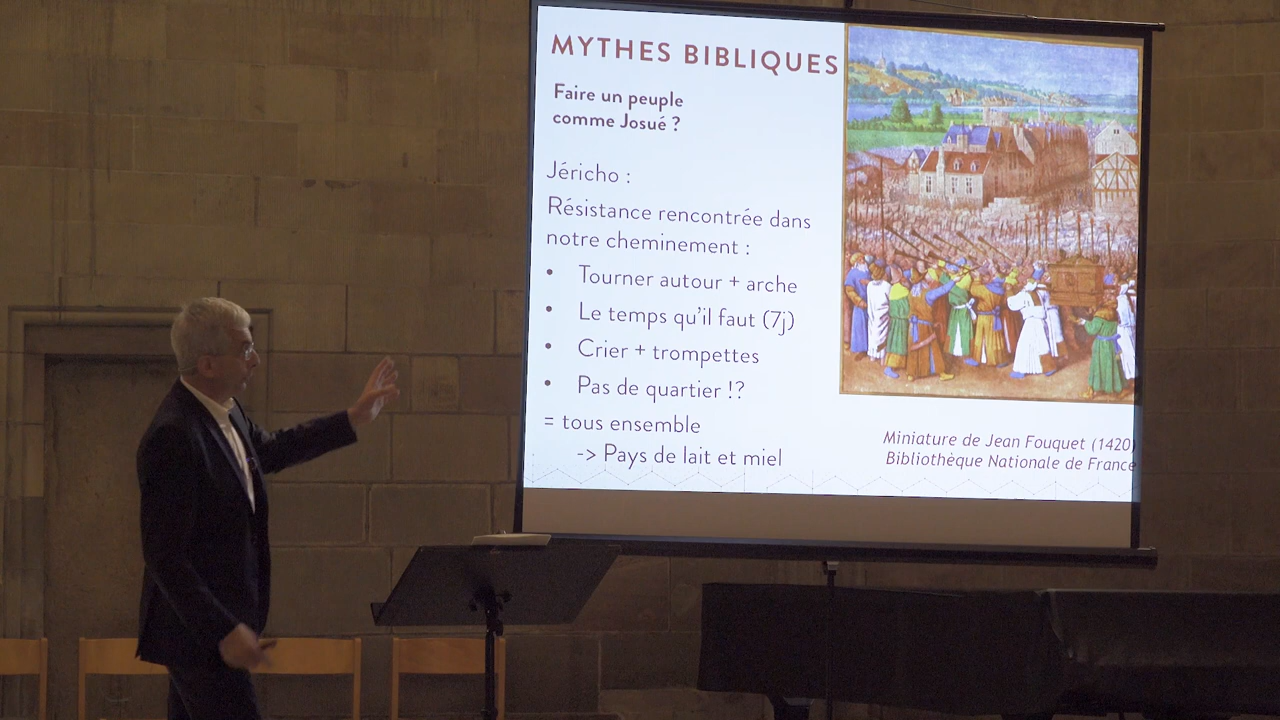 MYTHES BIBLIQUES
Faire un peuple
comme Josué ?
Jéricho :
Résistance rencontrée dans
notre cheminement :
• Tourner autour + arche
• Le temps qu'il faut (7j)
• Crier + trompettes
• Pas de quartier !?
= tous ensemble
-> Pays de lait et miel
Miniature de Jean Fouquet (1420)
Bibliothèque Nationale de France